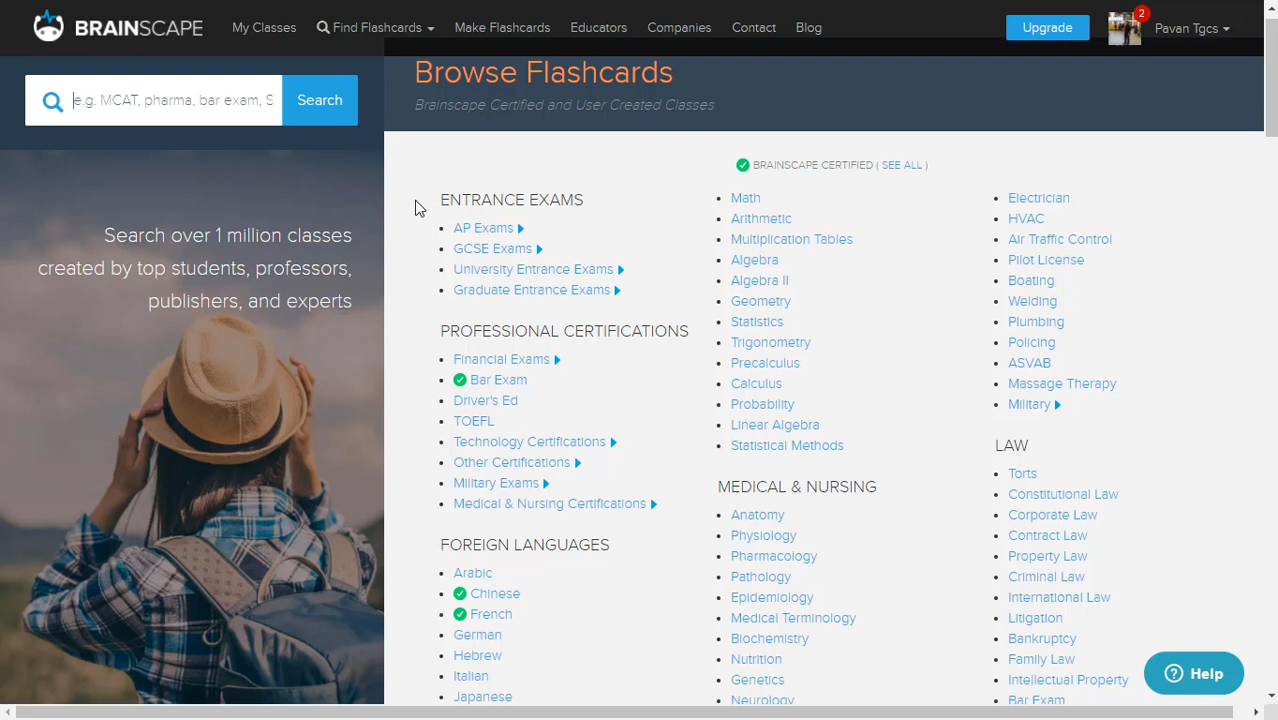 BRAINSCAPE
My Classes
Find Flashcards
Make Flashcards
Educators
Companies
Contact
Blog
Upgrade
2
Pavan Tgcs
e.g. MCAT, pharma, bar exam, S
Search
Search over 1 million classes
created by top students, professors,
publishers, and experts
Browse Flashcards
Brainscape Certified and User Created Classes
BRAINSCAPE CERTIFIED ( SEE ALL )
ENTRANCE EXAMS
AP Exams
GCSE Exams
University Entrance Exams
Graduate Entrance Exams
PROFESSIONAL CERTIFICATIONS
Financial Exams
Bar Exam
Driver's Ed
TOEFL
Technology Certifications
Other Certifications
Military Exams
Medical & Nursing Certifications
FOREIGN LANGUAGES
Arabic
Chinese
French
German
Hebrew
Italian
Japanese
Math
Arithmetic
Multiplication Tables
Algebra
Algebra II
Geometry
Statistics
Trigonometry
Precalculus
Calculus
Probability
Linear Algebra
Statistical Methods
MEDICAL & NURSING
Anatomy
Physiology
Pharmacology
Pathology
Epidemiology
Medical Terminology
Biochemistry
Nutrition
Genetics
Neurology
Electrician
HVAC
Air Traffic Control
Pilot License
Boating
Welding
Plumbing
Policing
ASVAB
Massage Therapy
Military
LAW
Torts
Constitutional Law
Corporate Law
Contract Law
Property Law
Criminal Law
International Law
Litigation
Bankruptcy
Family Law
Intellectual Property
Bar Exam
Help